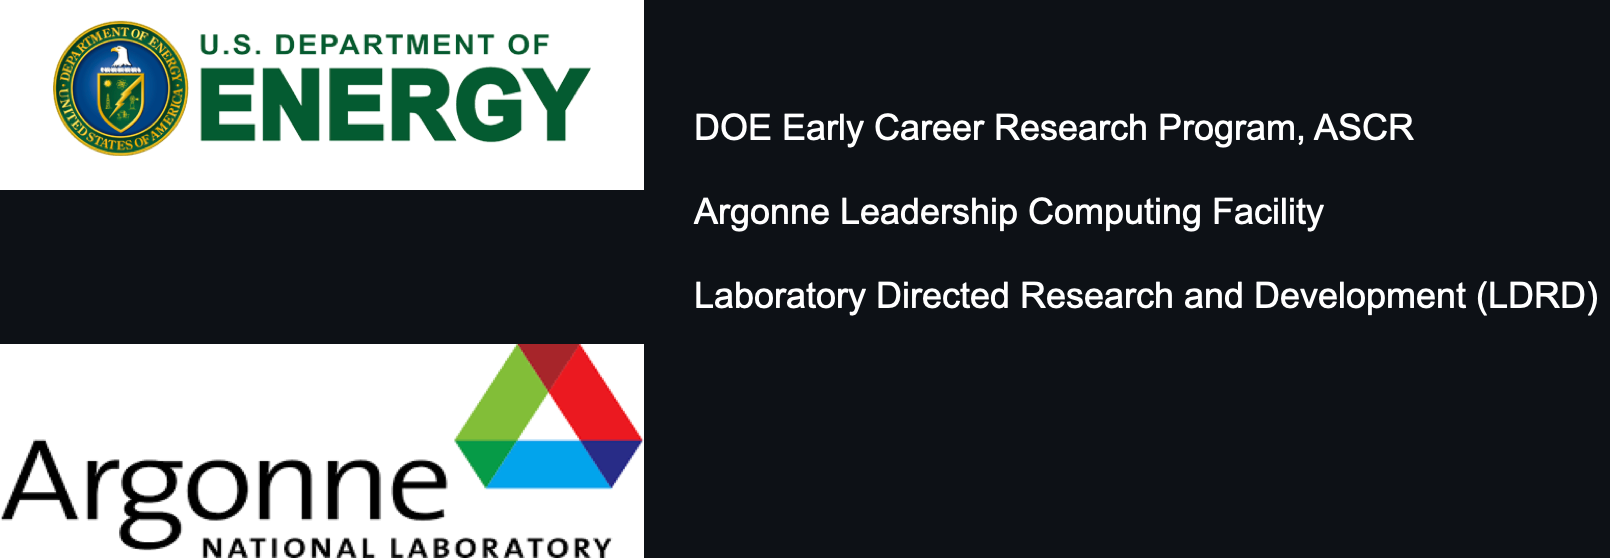 U.S. DEPARTMENT OF
ENERGY
DEPARTMENT OF ENERGY
UNITED STATES OF AMERICA
DOE Early Career Research Program, ASCR
Argonne Leadership Computing Facility
Laboratory Directed Research and Development (LDRD)
Argonne
NATIONAL LABORATORY